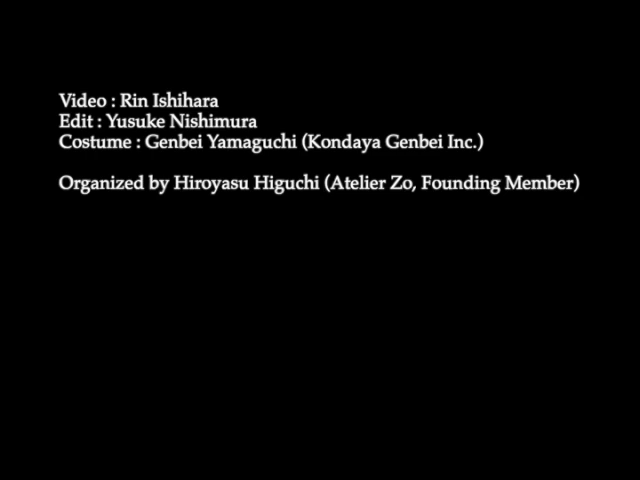 Video : Rin Ishihara
Edit : Yusuke Nishimura
Costume : Genbei Yamaguchi (Kondaya Genbei Inc.)
Organized by Hiroyasu Higuchi (Atelier Zo, Founding Member)